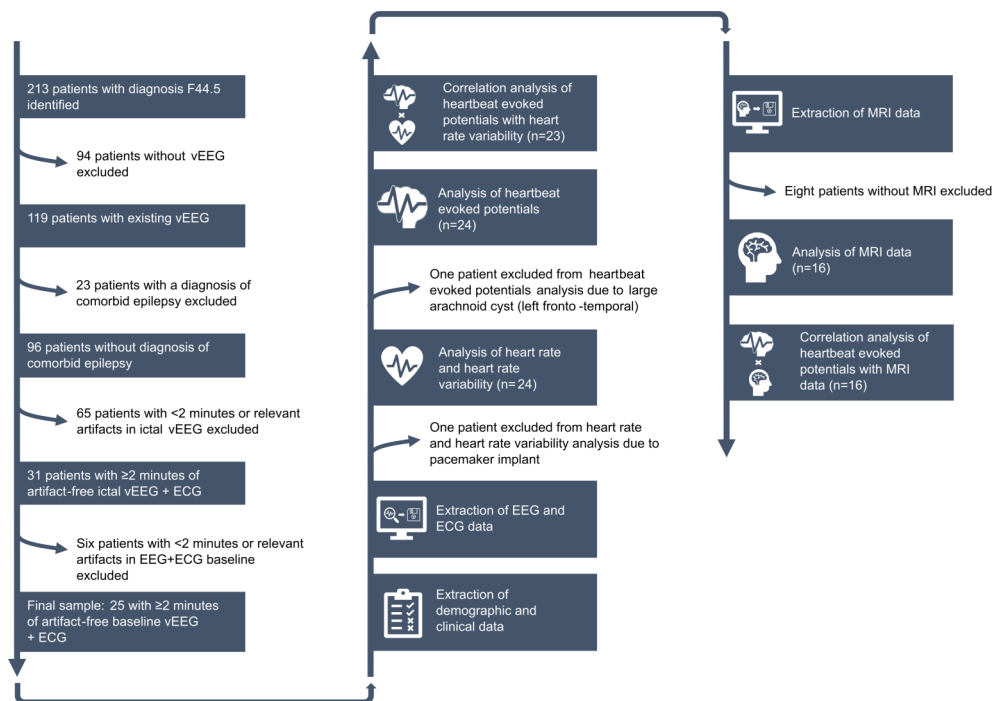 213 patients with diagnosis F44.5
identified
94 patients without vEEG
excluded
119 patients with existing vEEG
23 patients with a diagnosis of
comorbid epilepsy excluded
96 patients without diagnosis of
comorbid epilepsy
65 patients with <2 minutes or relevant
artifacts in ictal vEEG excluded
31 patients with ≥2 minutes of
artifact-free ictal vEEG + ECG
Six patients with <2 minutes or relevant
artifacts in EEG+ECG baseline
excluded
Final sample: 25 with ≥2 minutes
of artifact-free baseline vEEG
+ ECG
Correlation analysis of
heartbeat evoked
potentials with heart
rate variability (n=23)
Analysis of heartbeat
evoked potentials
(n=24)
One patient excluded from heartbeat
evoked potentials analysis due to large
arachnoid cyst (left fronto-temporal)
Analysis of heart rate
and heart rate
variability (n=24)
One patient excluded from heart rate
and heart rate variability analysis due to
pacemaker implant
Extraction of EEG and
ECG data
Extraction of
demographic and
clinical data
Extraction of MRI data
Eight patients without MRI excluded
Analysis of MRI data
(n=16)
Correlation analysis of
heartbeat evoked
potentials with MRI
data (n=16)